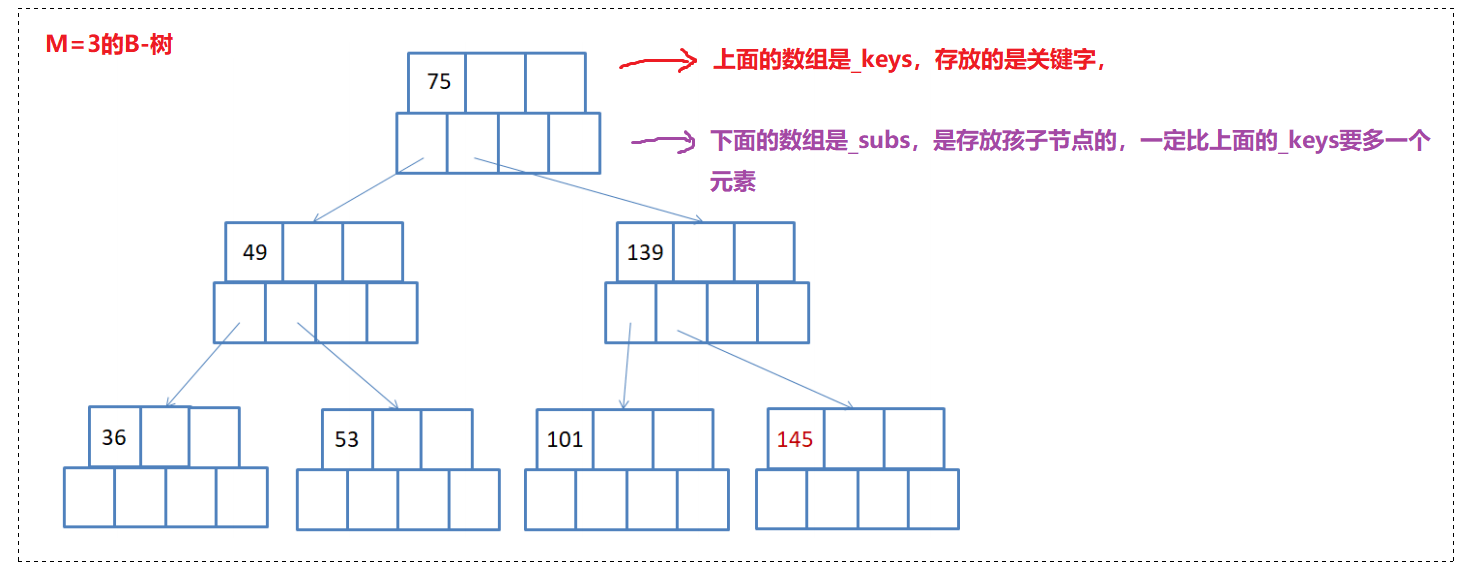 M=3的B-树
75
上面的数组是_keys，存放的是关键字，
下面的数组是_subs，是存放孩子节点的，一定比上面的_keys要多一个
元素
49
139
36
53
101
145